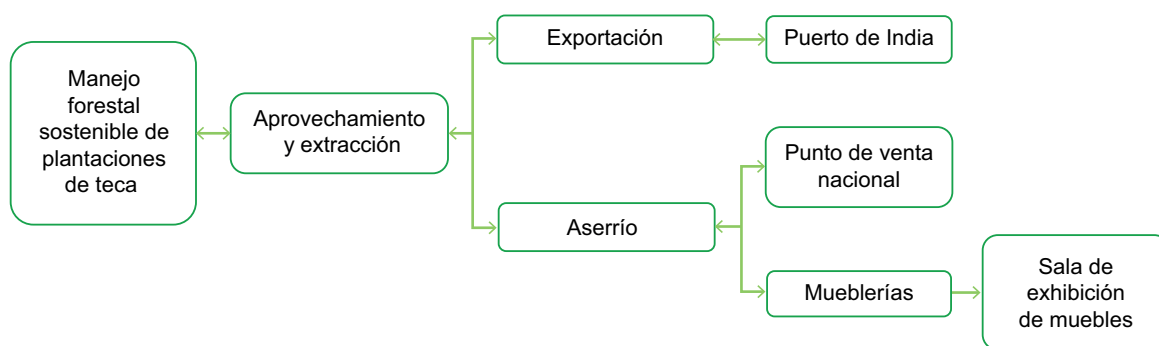 Manejo
forestal
sostenible de
plantaciones
de teca
Aprovechamiento
y extracción
Exportación
Puerto de India
Aserrío
Punto de venta
nacional
Mueblerías
Sala de
exhibición
de muebles